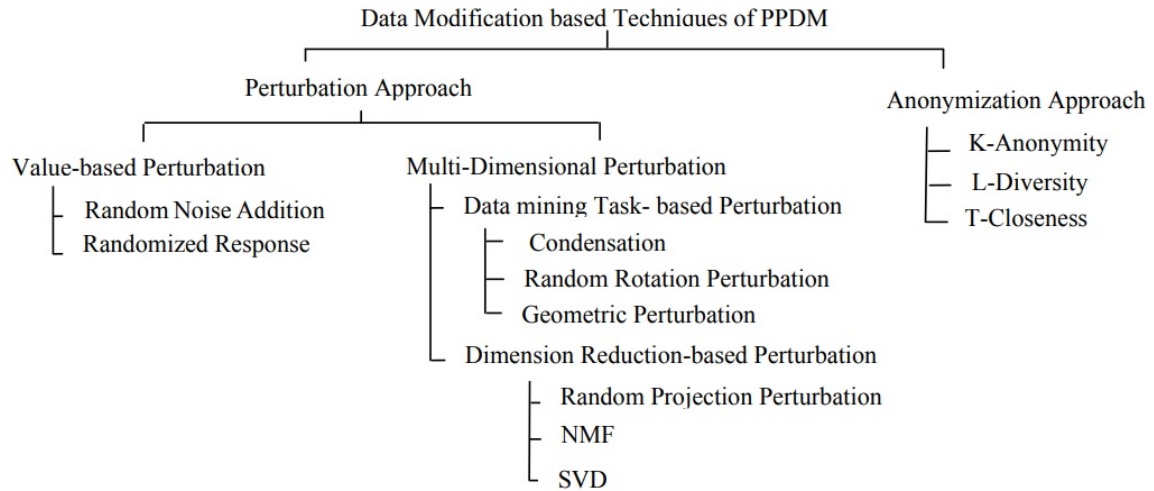 Data Modification based Techniques of PPDM
Perturbation Approach
Anonymization Approach
K-Anonymity
L-Diversity
T-Closeness
Value-based Perturbation
Random Noise Addition
Randomized Response
Multi-Dimensional Perturbation
Data mining Task- based Perturbation
Condensation
Random Rotation Perturbation
Geometric Perturbation
Dimension Reduction-based Perturbation
Random Projection Perturbation
NMF
SVD